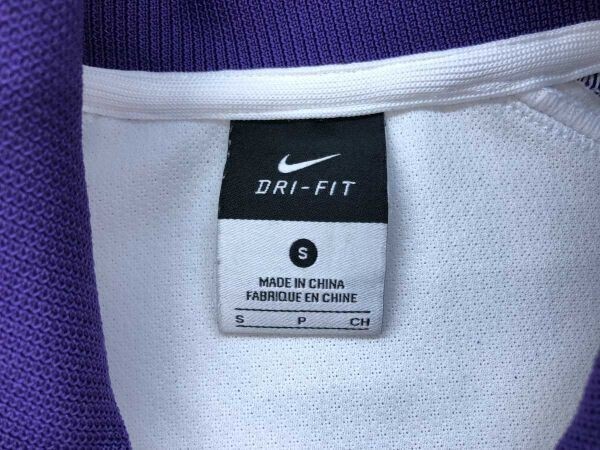 DRI-FIT
S
MADE IN CHINA
FABRIQUE EN CHINE
S P CH